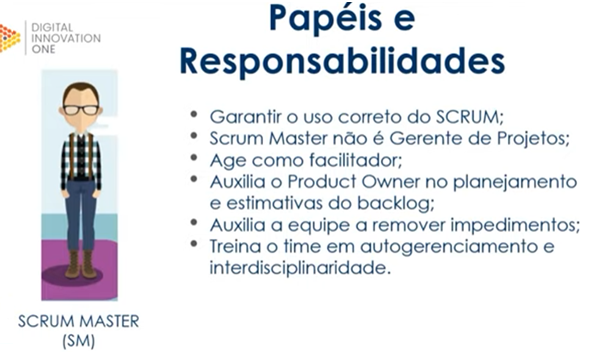 DIGITAL
INNOVATION
ONE
Papéis e
Responsabilidades
• Garantir o uso correto do SCRUM;
• Scrum Master não é Gerente de Projetos;
• Age como facilitador;
• Auxilia o Product Owner no planejamento
e estimativas do backlog;
• Auxilia a equipe a remover impedimentos;
• Treina o time em autogerenciamento e
interdisciplinaridade.
SCRUM MASTER
(SM)